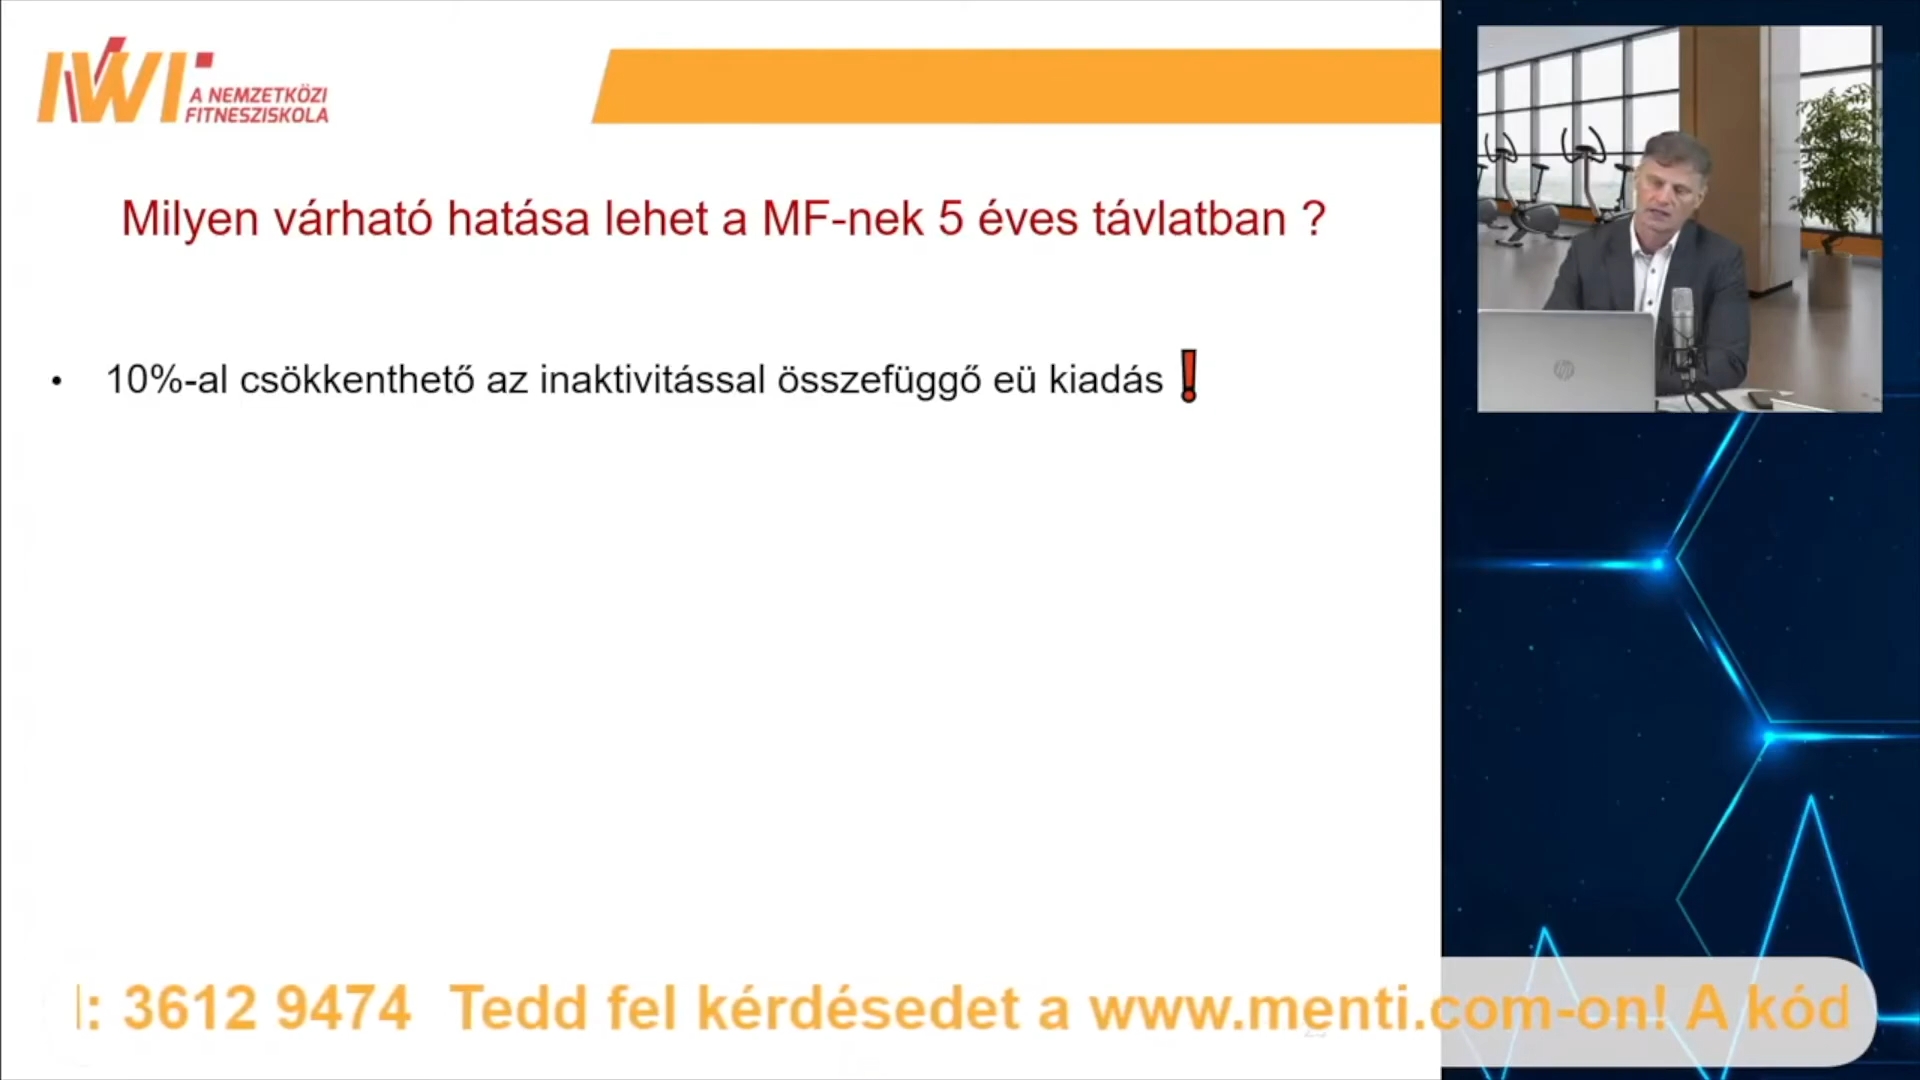 IWI
A NEMZETKÖZI
FITNESZISKOLA
Milyen várható hatása lehet a MF-nek 5 éves távlatban ?
• 10%-al csökkenthető az inaktivitással összefüggő eü kiadás❗
: 3612 9474 Tedd fel kérdésedet a www.menti.com-on! A kód
hp